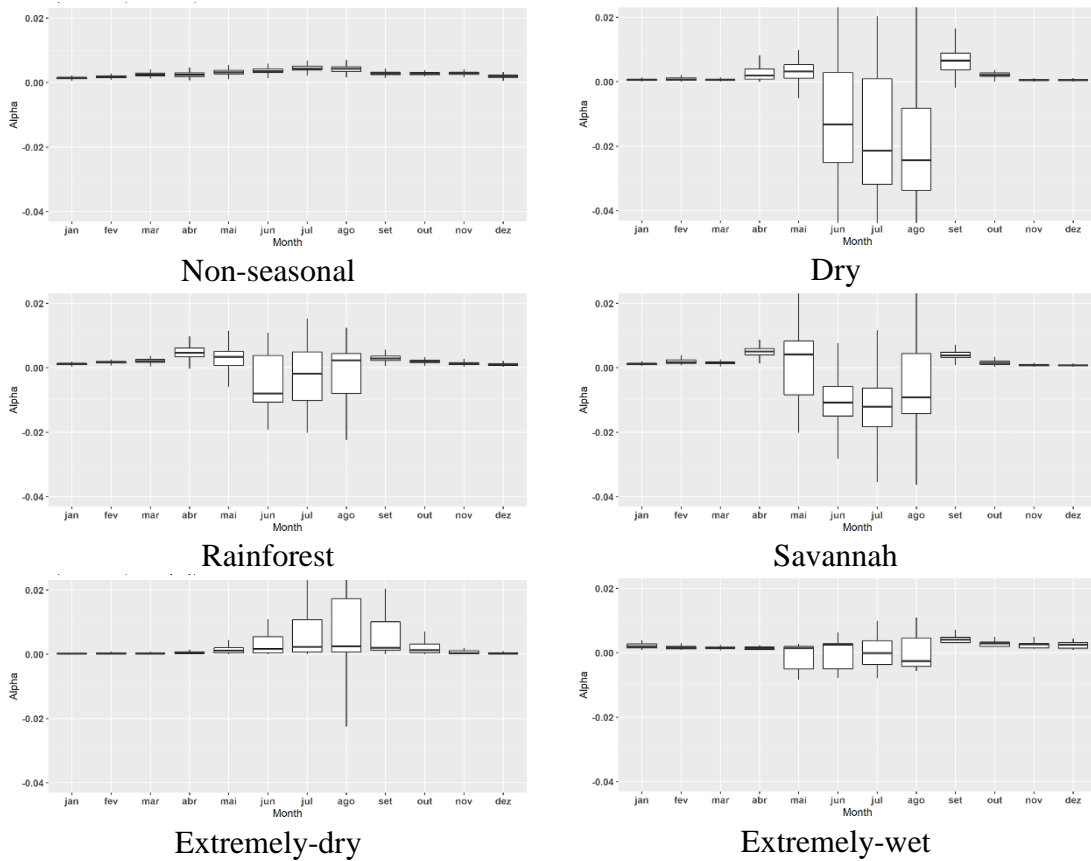 0.02
0.00
-0.02
-0.04
Alpha
jan fev mar abr mai jun jul ago set out nov dez
Month
Non-seasonal
0.02
0.00
-0.02
-0.04
Alpha
jan fev mar abr mai jun jul ago set out nov dez
Month
Dry
0.02
0.00
-0.02
-0.04
Alpha
jan fev mar abr mai jun jul ago set out nov dez
Month
Rainforest
0.02
0.00
-0.02
-0.04
Alpha
jan fev mar abr mai jun jul ago set out nov dez
Month
Savannah
0.02
0.00
-0.02
-0.04
Alpha
jan fev mar abr mai jun jul ago set out nov dez
Month
Extremely-dry
0.02
0.00
-0.02
-0.04
Alpha
jan fev mar abr mai jun jul ago set out nov dez
Month
Extremely-wet